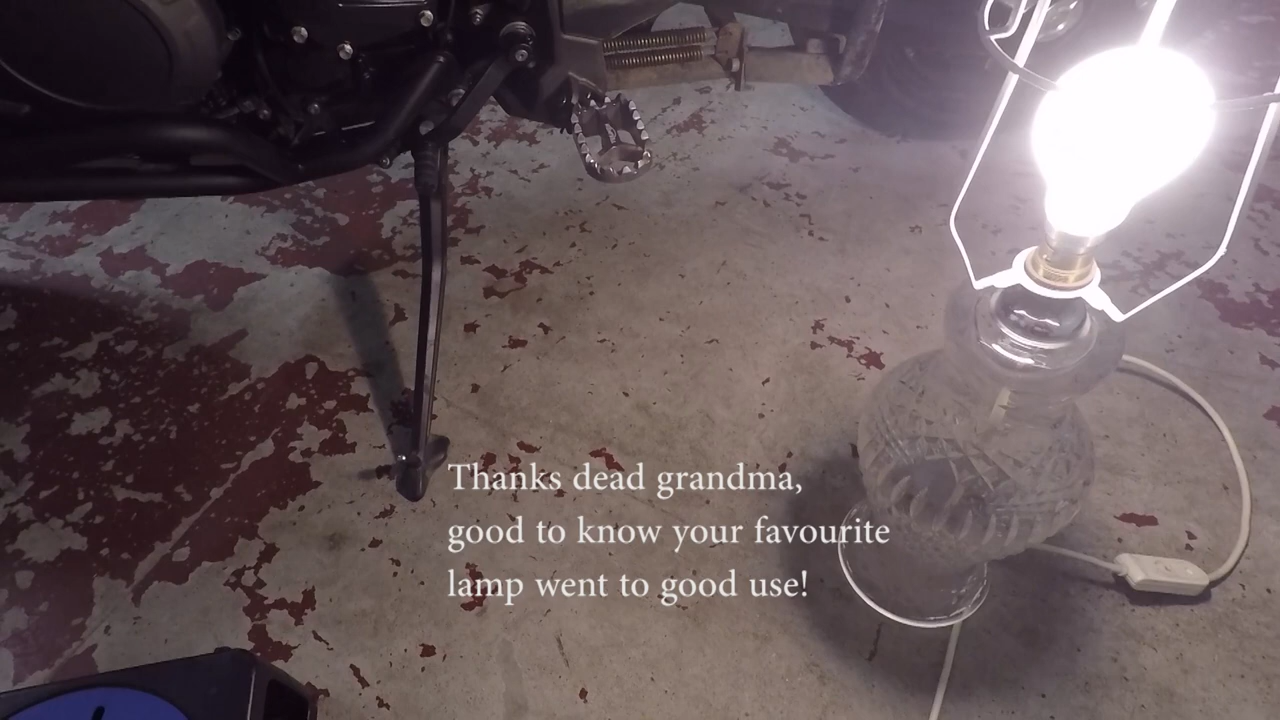 Thanks dead grandma,
good to know your favourite
lamp went to good use!